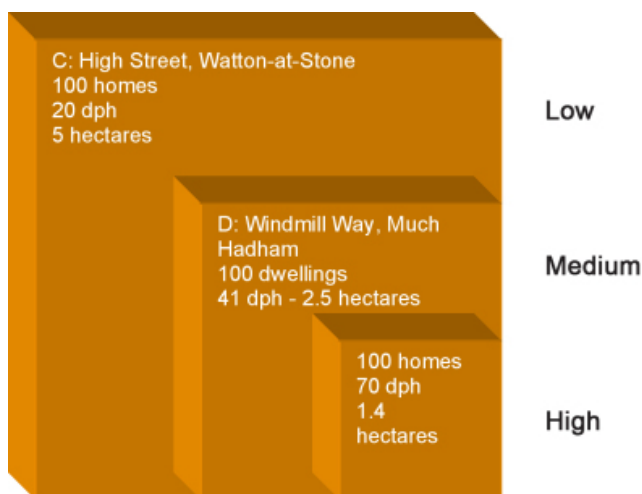 C: High Street, Watton-at-Stone
100 homes
20 dph
5 hectares
Low
D: Windmill Way, Much
Hadham
100 dwellings
41 dph - 2.5 hectares
Medium
100 homes
70 dph
1.4
hectares
High